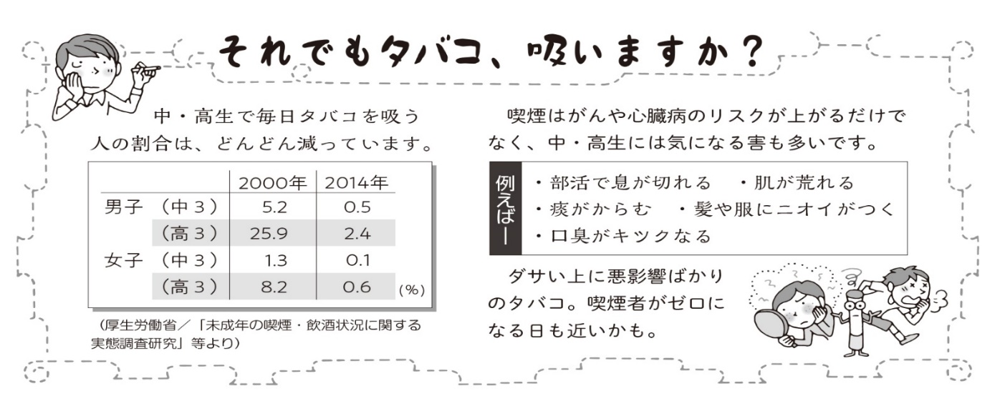 それでもタバコ、吸いますか？
中・高生で毎日タバコを吸う
人の割合は、どんどん減っています。
2000年 2014年
男子 （中３） 5.2 0.5
（高３） 25.9 2.4
女子 （中３） 1.3 0.1
（高３） 8.2 0.6 (%)
（厚生労働省／「未成年の喫煙・飲酒状況に関する
実態調査研究」等より）
喫煙はがんや心臓病のリスクが上がるだけで
なく、中・高生には気になる害も多いです。
例えばー
・部活で息が切れる ・肌が荒れる
・痰がからむ ・髪や服にニオイがつく
・口臭がキツクなる
ダサい上に悪影響ばかり
のタバコ。喫煙者がゼロに
なる日も近いかも。